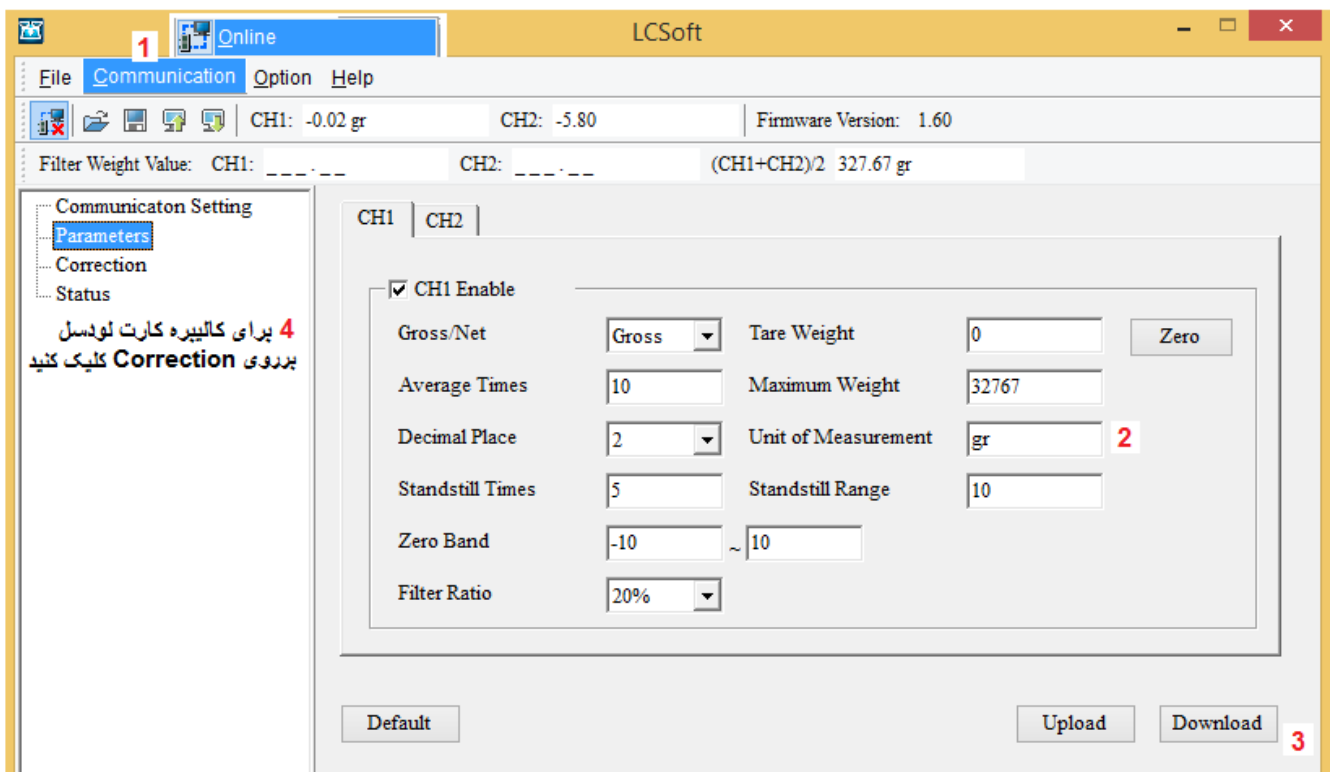 1 Online LCSoft
File Communication Option Help
CH1: -0.02 gr CH2: -5.80 Firmware Version: 1.60
Filter Weight Value: CH1: _ _ _ . _ _ CH2: _ _ _ . _ _ (CH1+CH2)/2 327.67 gr
Communicaton Setting
Parameters
Correction
Status
4 برای کالیبره کارت لودسل
برروی Correction کلیک کنید
CH1 CH2
CH1 Enable
Gross/Net Gross Tare Weight 0 Zero
Average Times 10 Maximum Weight 32767
Decimal Place 2 Unit of Measurement gr 2
Standstill Times 5 Standstill Range 10
Zero Band -10 ~ 10
Filter Ratio 20%
Default Upload Download 3